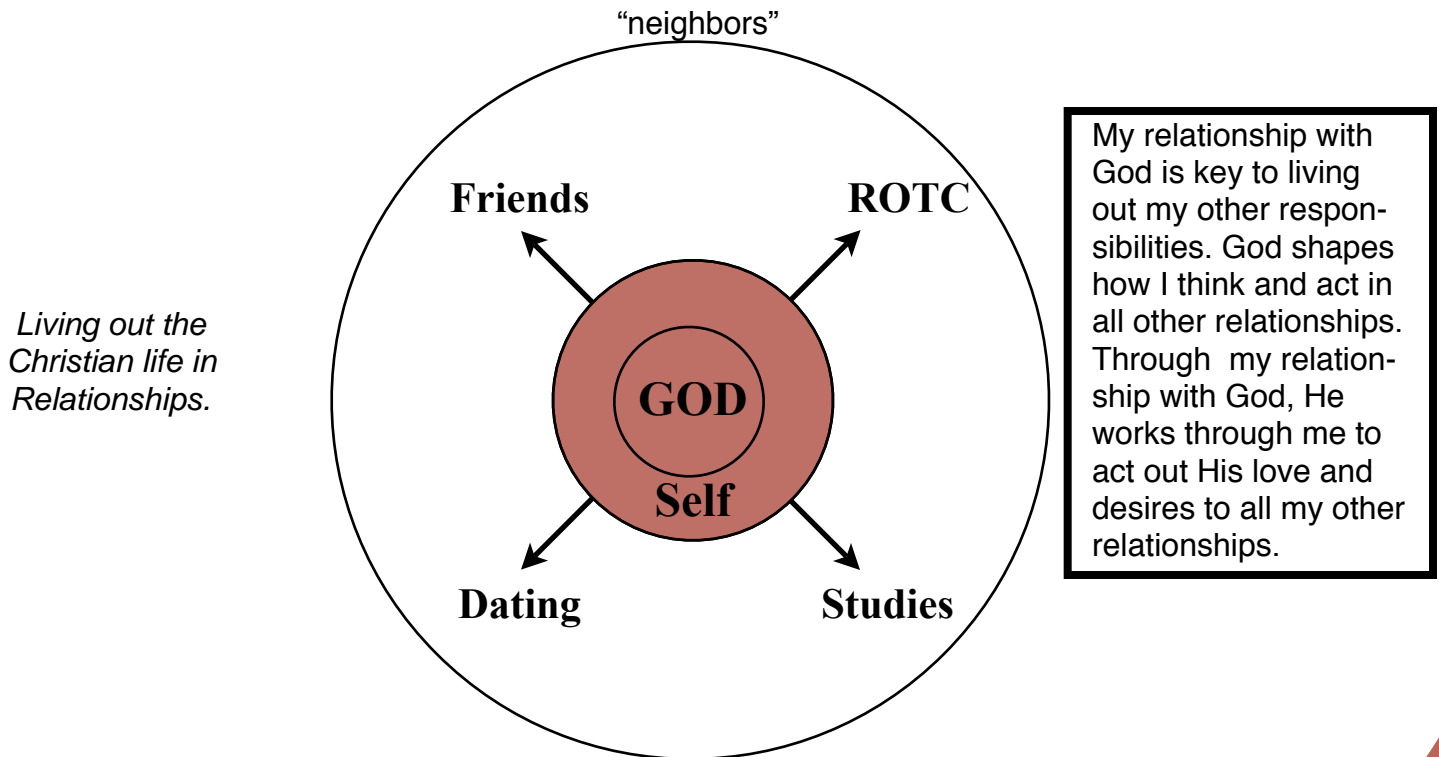 “neighbors”
Friends
ROTC
GOD
Self
Dating
Studies
Living out the
Christian life in
Relationships.
My relationship with
God is key to living
out my other respon-
sibilities. God shapes
how I think and act in
all other relationships.
Through  my relation-
ship with God, He
works through me to
act out His love and
desires to all my other
relationships.